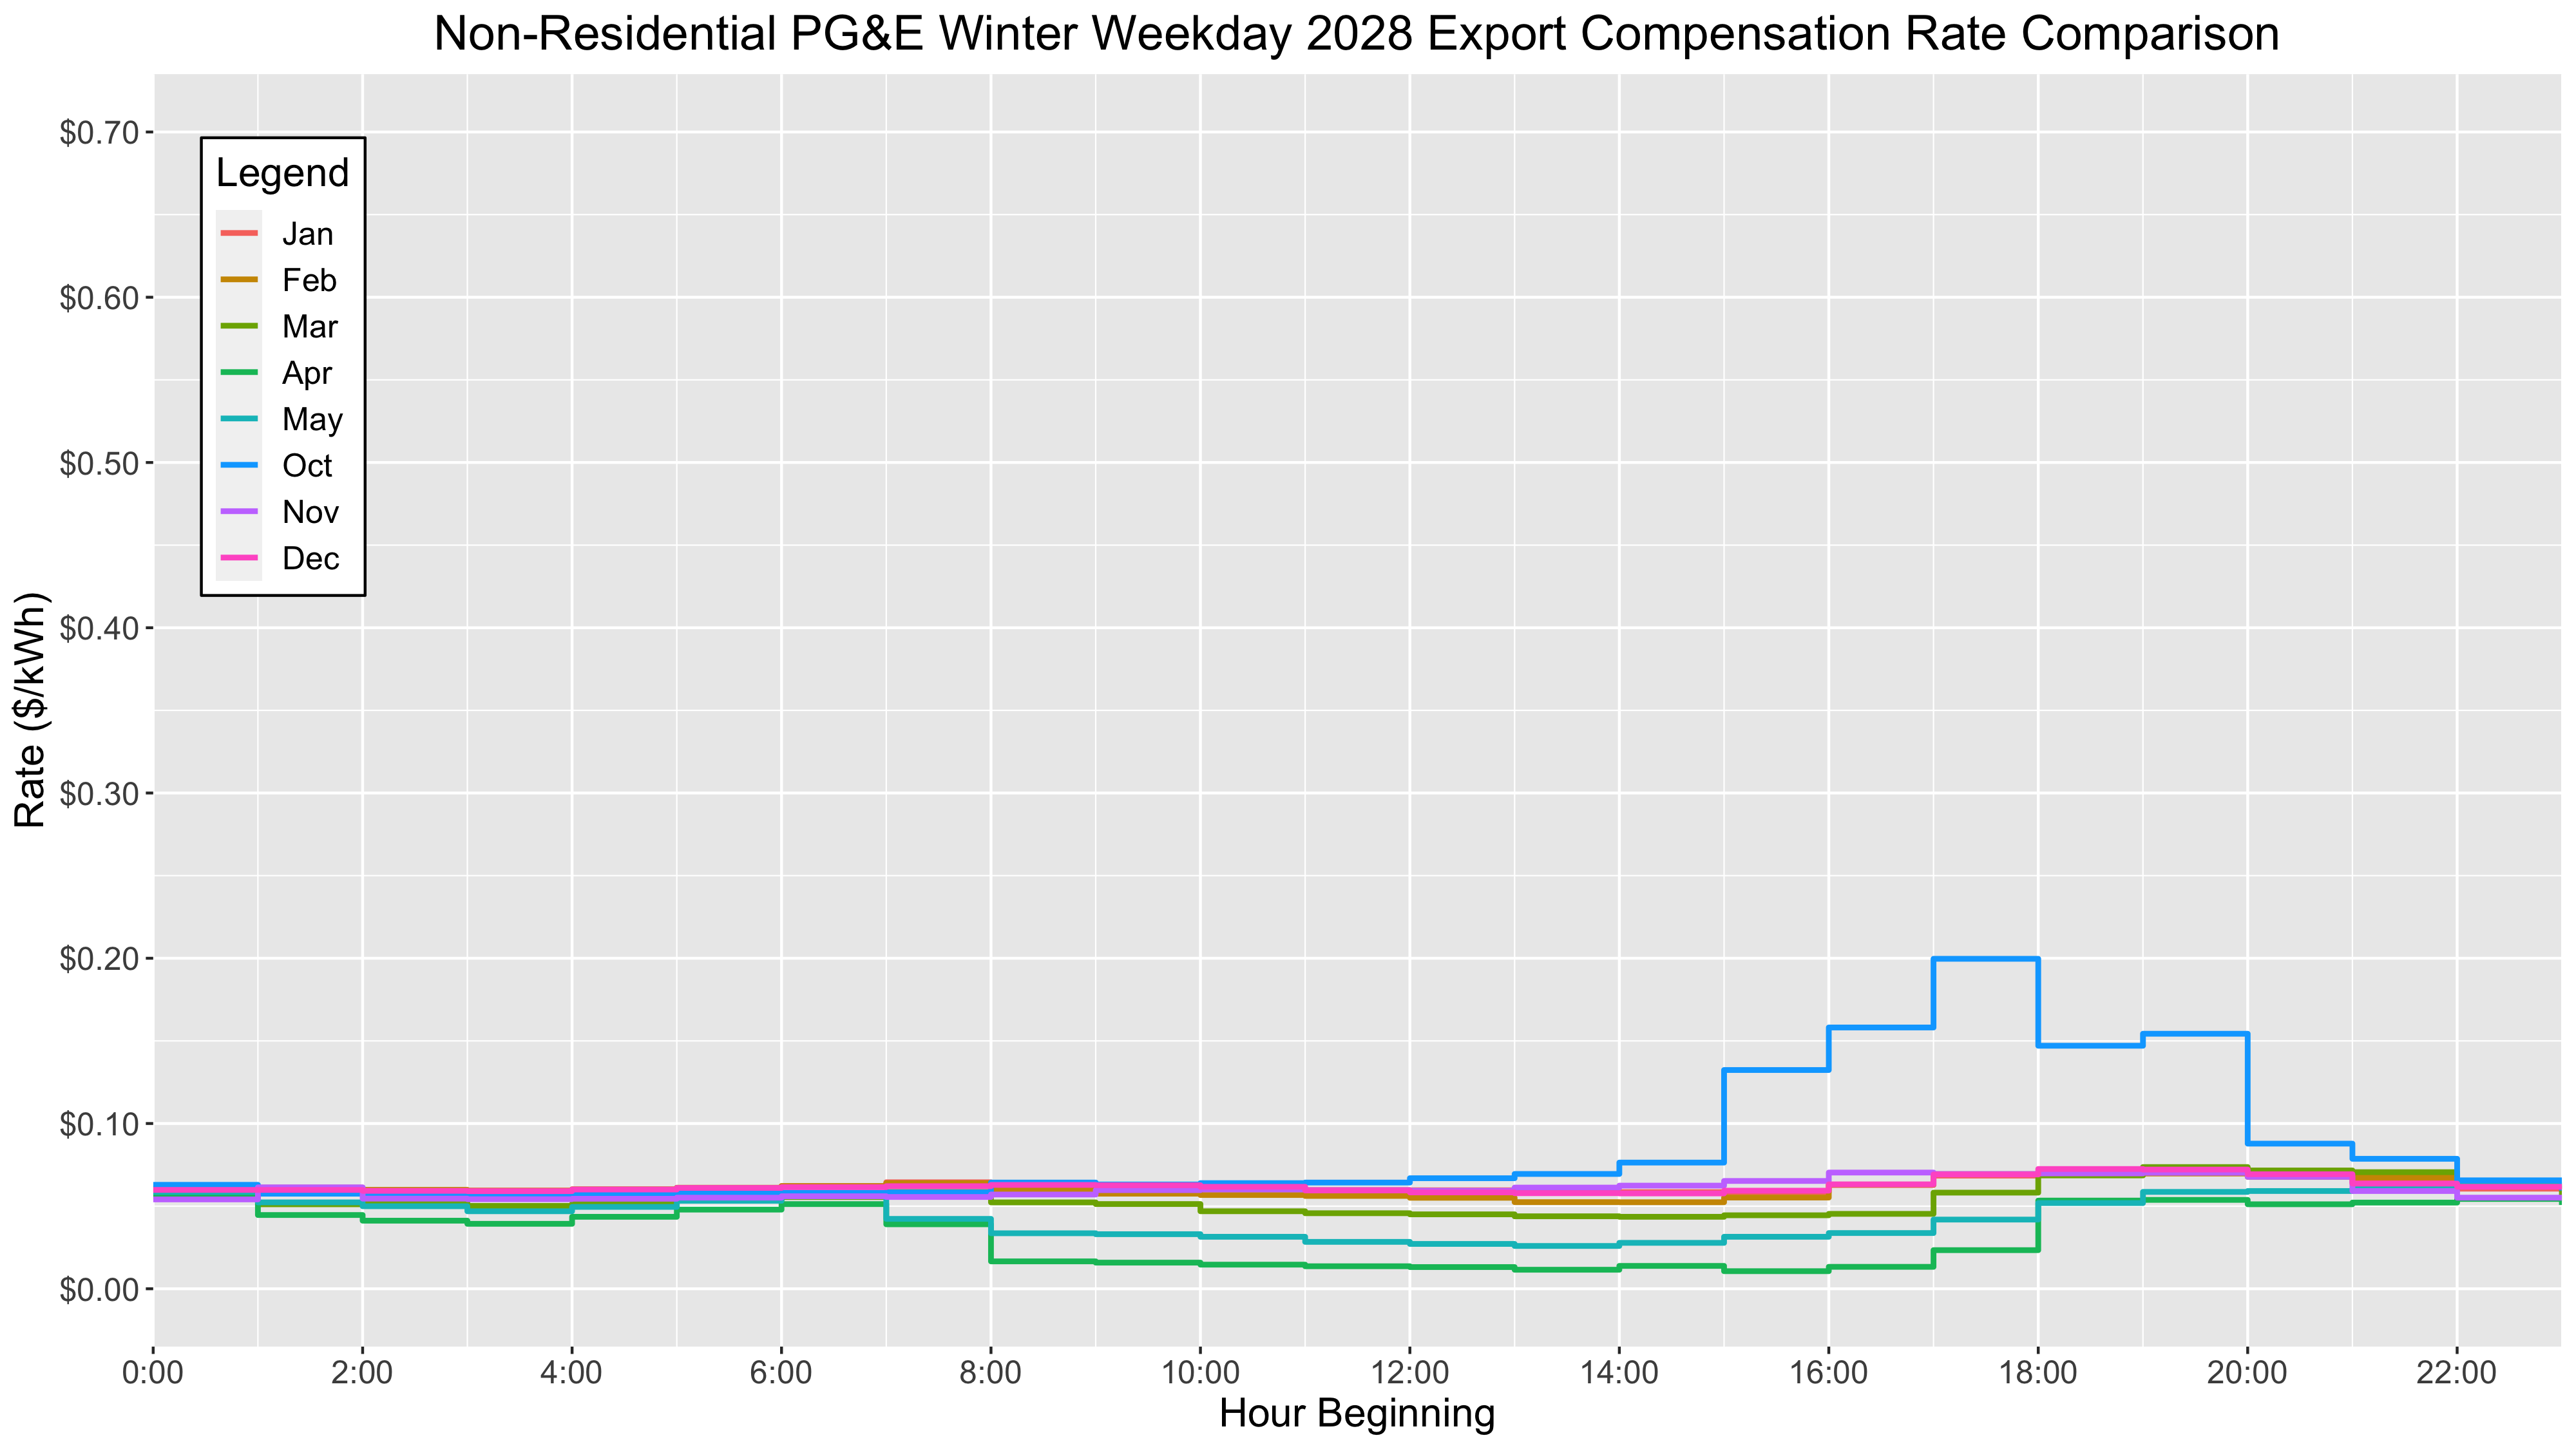 Non-Residential PG&E Winter Weekday 2028 Export Compensation Rate Comparison
$0.70
$0.60
$0.50
$0.40
$0.30
$0.20
$0.10
$0.00
Rate ($/kWh)
Legend
Jan
Feb
Mar
Apr
May
Oct
Nov
Dec
0:00 2:00 4:00 6:00 8:00 10:00 12:00 14:00 16:00 18:00 20:00 22:00
Hour Beginning